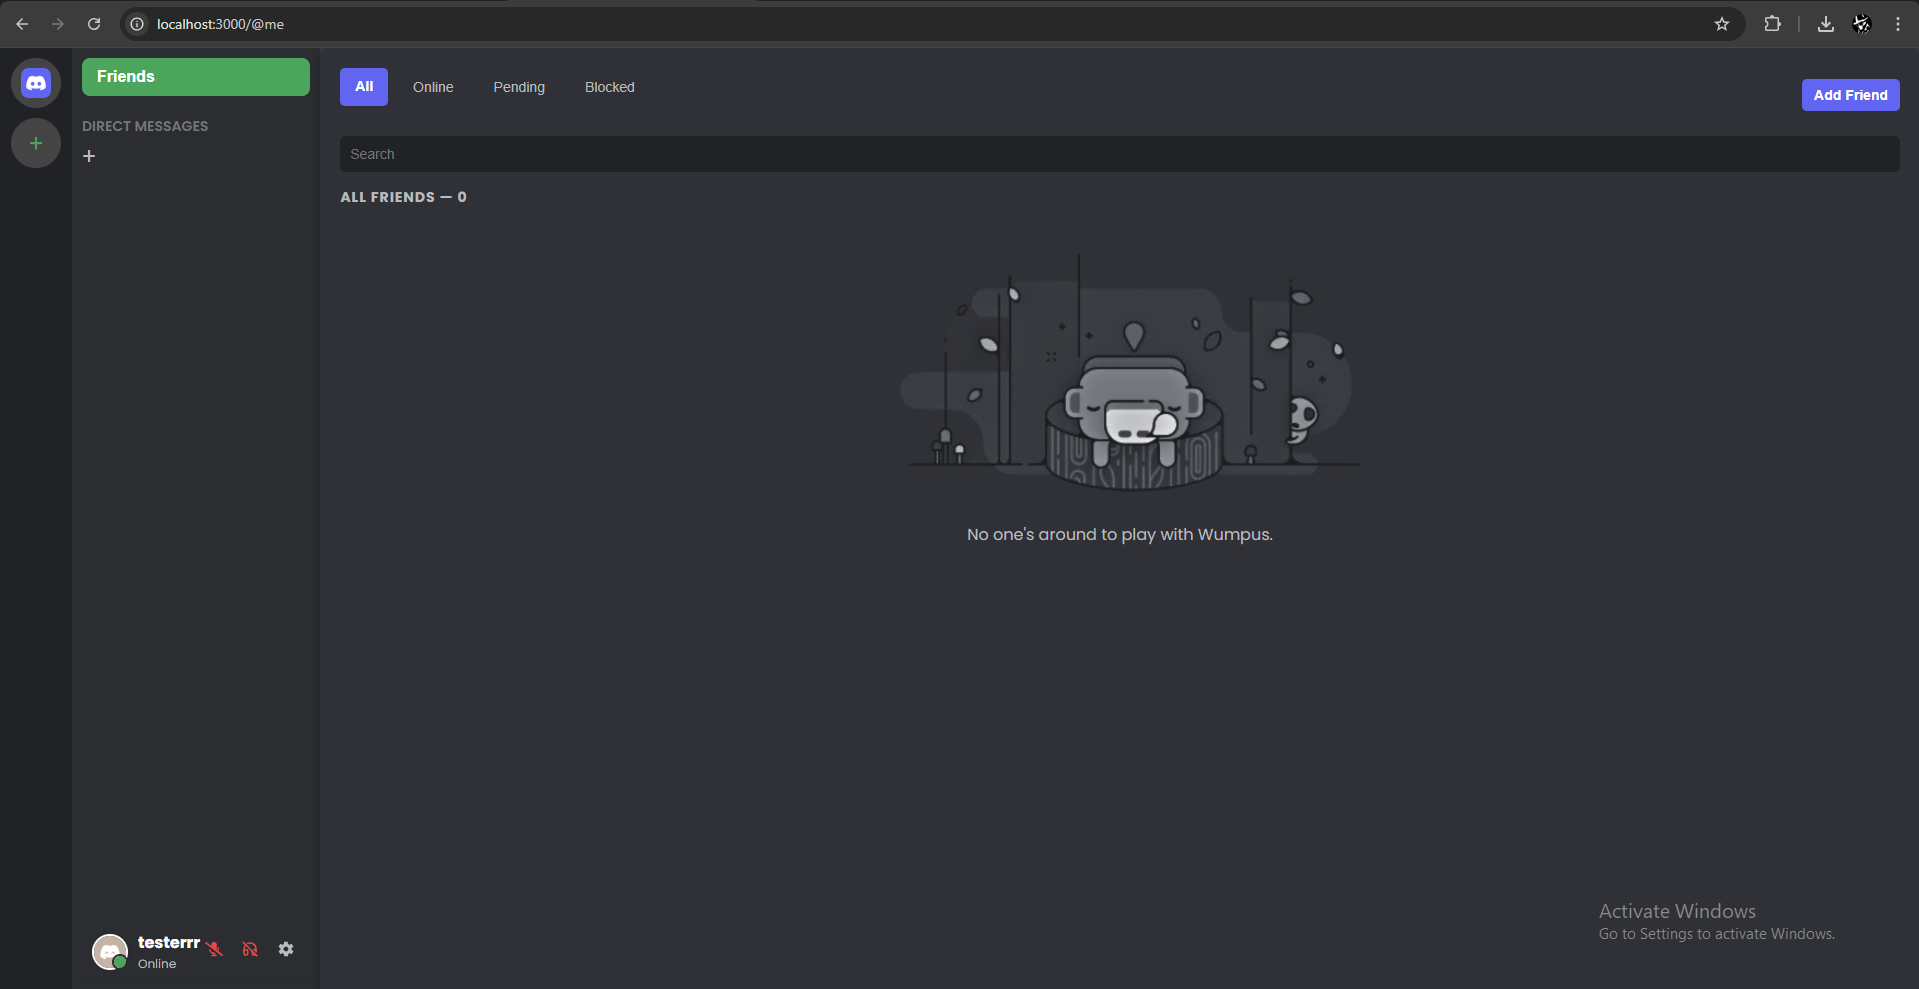 localhost:3000/@me
Friends
All
Online
Pending
Blocked
Add Friend
DIRECT MESSAGES
+
+
Search
ALL FRIENDS — 0
No one's around to play with Wumpus.
testerrr
Online
Activate Windows
Go to Settings to activate Windows.